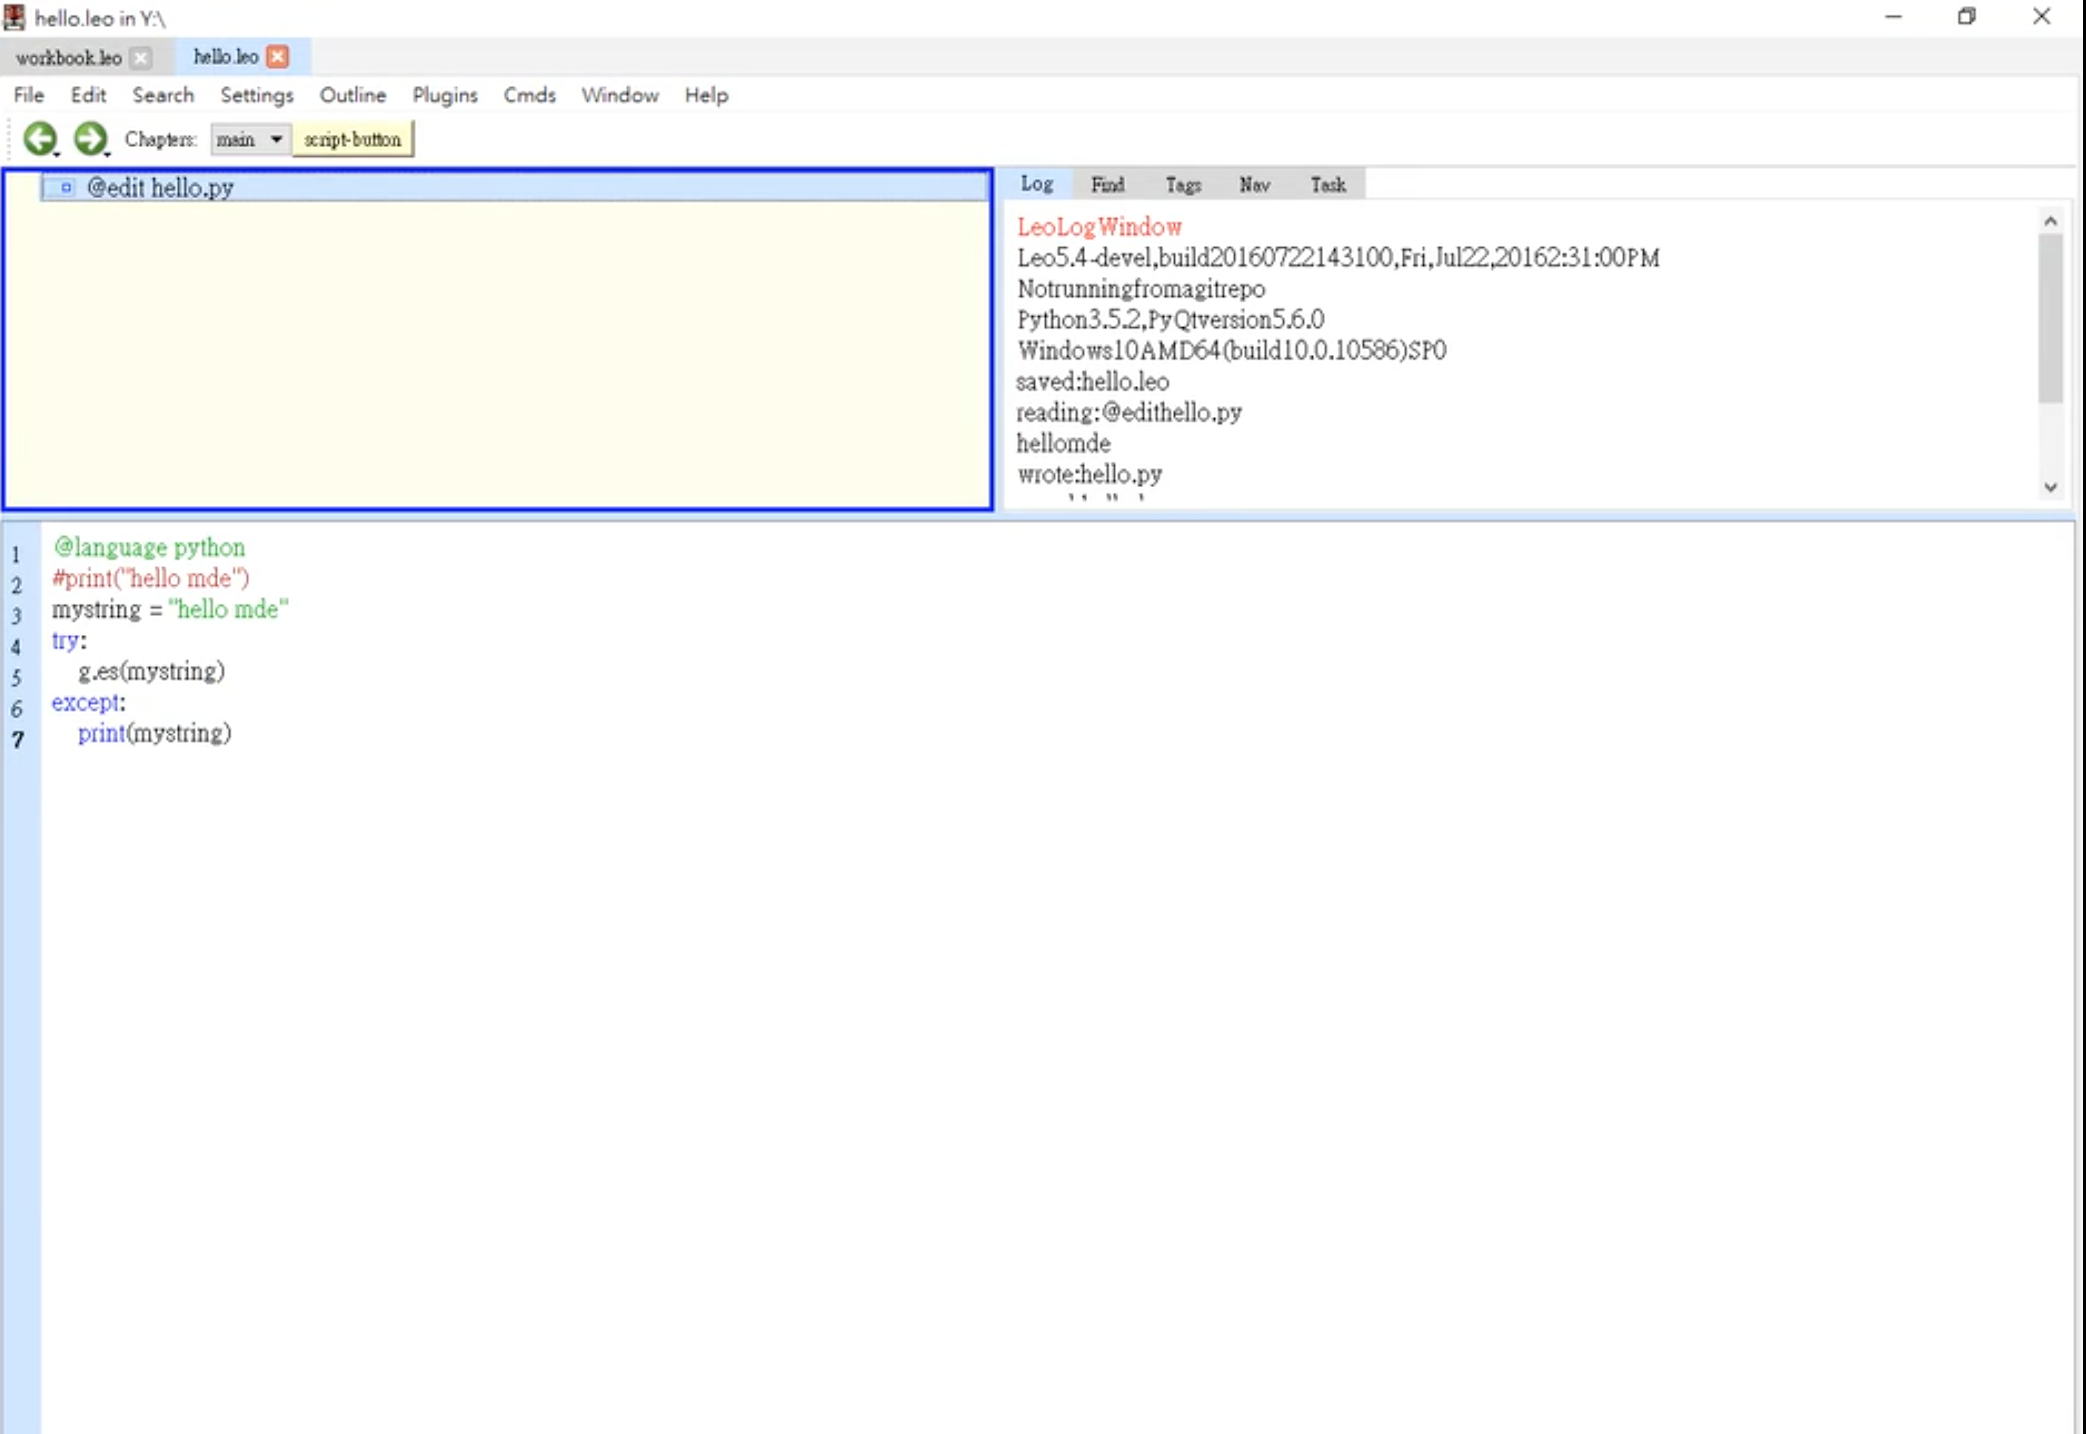 hello.leo in Y:\
workbook.leo hello.leo
File Edit Search Settings Outline Plugins Cmds Window Help
Chapters: main script-button
@edit hello.py
Log Find Tags Nav Task
LeoLogWindow
Leo5.4-devel,build20160722143100,Fri,Jul22,20162:31:00PM
Notrunningfromagitrepo
Python3.5.2,PyQtversion5.6.0
Windows10AMD64(build10.0.10586)SP0
saved:hello.leo
reading:@edithello.py
hellomde
wrote:hello.py
1 @language python
2 #print("hello mde")
3 mystring = "hello mde"
4 try:
5 g.es(mystring)
6 except:
7 print(mystring)